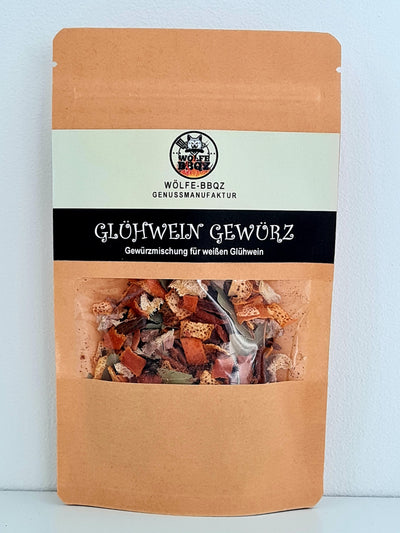 WÖLFE
BBQZ
WÖLFE-BBQZ
GENUSSMANUFAKTUR
GLÜHWEIN GEWÜRZ
Gewürzmischung für weißen Glühwein